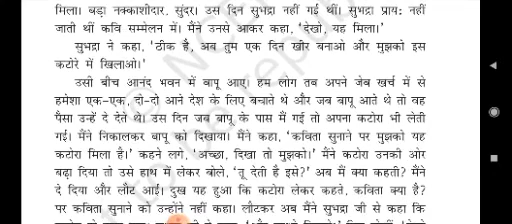 मिला। बड़ा नक्काशीदार, सुंदर। उस दिन सुभद्रा नहीं गई थीं। सुभद्रा प्राय: नहीं
जाती थीं कवि सम्मेलन में। मैंने उनसे आकर कहा, 'देखो, यह मिला।'
सुभद्रा ने कहा, 'ठीक है, अब तुम एक दिन खीर बनाओ और मुझको इस
कटोरे में खिलाओ।'
उसी बीच आनंद भवन में बापू आए। हम लोग तब अपने जेब खर्च में से
हमेशा एक-एक, दो-दो आने देश के लिए बचाते थे और जब बापू आते थे तो वह
पैसा उन्हें दे देते थे। उस दिन जब बापू के पास मैं गई तो अपना कटोरा भी लेती
गई। मैंने निकालकर बापू को दिखाया। मैंने कहा, 'कविता सुनाने पर मुझको यह
कटोरा मिला है।' कहने लगे, 'अच्छा, दिखा तो मुझको।' मैंने कटोरा उनकी ओर
बढ़ा दिया तो उसे हाथ में लेकर बोले, 'तू देती है इसे?' अब मैं क्या कहती? मैंने
दे दिया और लौट आई। दुख यह हुआ कि कटोरा लेकर कहते, कविता क्या है?
पर कविता सुनाने को उन्होंने नहीं कहा। लौटकर अब मैंने सुभद्रा जी से कहा कि